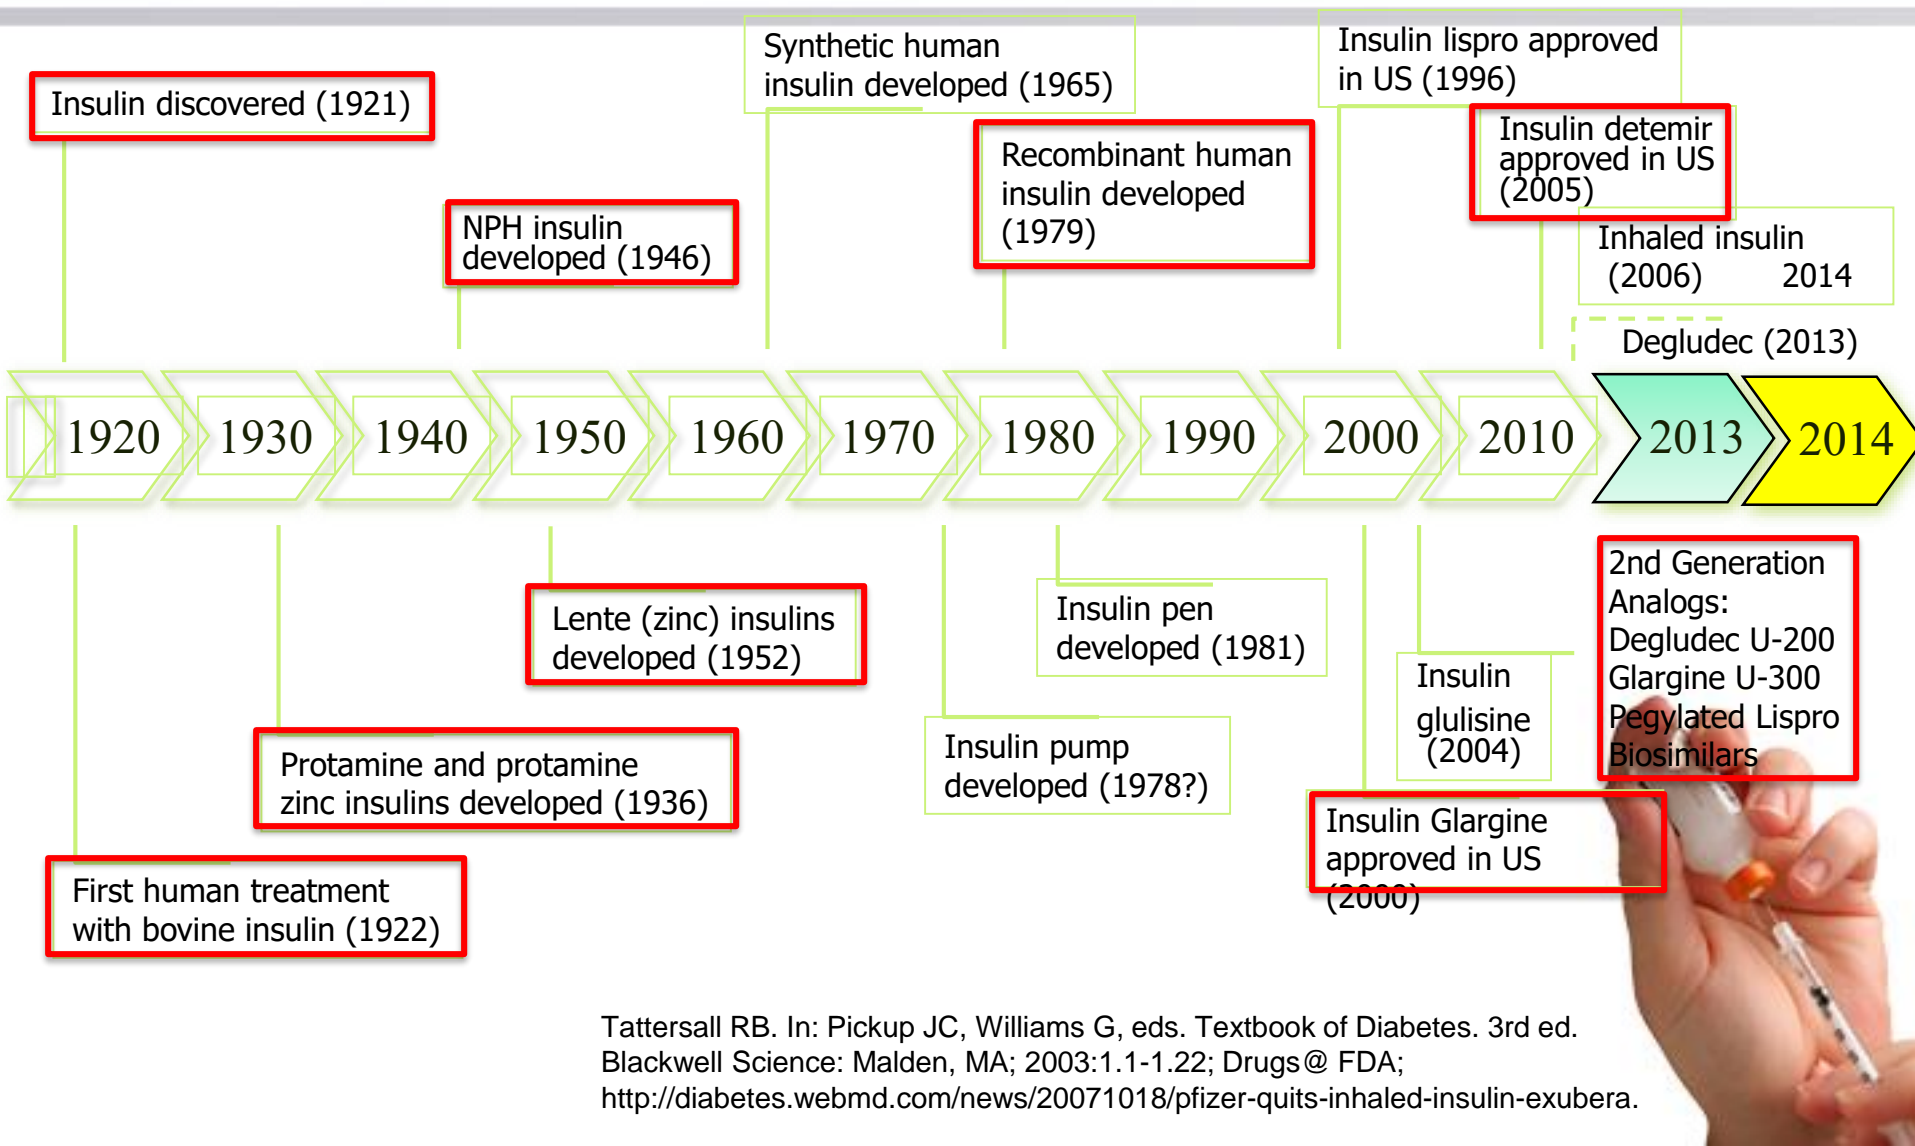 Synthetic human
insulin developed (1965)
Insulin lispro approved
in US (1996)
Insulin discovered (1921)
Insulin detemir
approved in US
(2005)
Recombinant human
insulin developed
(1979)
NPH insulin
developed (1946)
Inhaled insulin
(2006) 2014
Degludec (2013)
1920 1930 1940 1950 1960 1970 1980 1990 2000 2010 2013 2014
2nd Generation
Analogs:
Degludec U-200
Glargine U-300
Pegylated Lispro
Biosimilars
Lente (zinc) insulins
developed (1952)
Insulin pen
developed (1981)
Insulin
glulisine
(2004)
Insulin pump
developed (1978?)
Protamine and protamine
zinc insulins developed (1936)
Insulin Glargine
approved in US
(2000)
First human treatment
with bovine insulin (1922)
Tattersall RB. In: Pickup JC, Williams G, eds. Textbook of Diabetes. 3rd ed.
Blackwell Science: Malden, MA; 2003:1.1-1.22; Drugs@ FDA;
http://diabetes.webmd.com/news/20071018/pfizer-quits-inhaled-insulin-exubera.